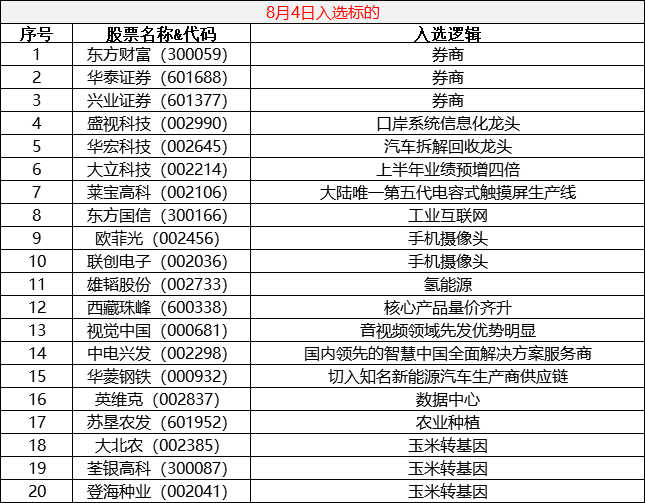 8月4日入选标的
序号 股票名称&代码 入选逻辑
1 东方财富（300059） 券商
2 华泰证券（601688） 券商
3 兴业证券（601377） 券商
4 盛视科技（002990） 口岸系统信息化龙头
5 华宏科技（002645） 汽车拆解回收龙头
6 大立科技（002214） 上半年业绩预增四倍
7 莱宝高科（002106） 大陆唯一第五代电容式触摸屏生产线
8 东方国信（300166） 工业互联网
9 欧菲光（002456） 手机摄像头
10 联创电子（002036） 手机摄像头
11 雄韬股份（002733） 氢能源
12 西藏珠峰（600338） 核心产品量价齐升
13 视觉中国（000681） 音视频领域先发优势明显
14 中电兴发（002298） 国内领先的智慧中国全面解决方案服务商
15 华菱钢铁（000932） 切入知名新能源汽车生产商供应链
16 英维克（002837） 数据中心
17 苏垦农发（601952） 农业种植
18 大北农（002385） 玉米转基因
19 荃银高科（300087） 玉米转基因
20 登海种业（002041） 玉米转基因